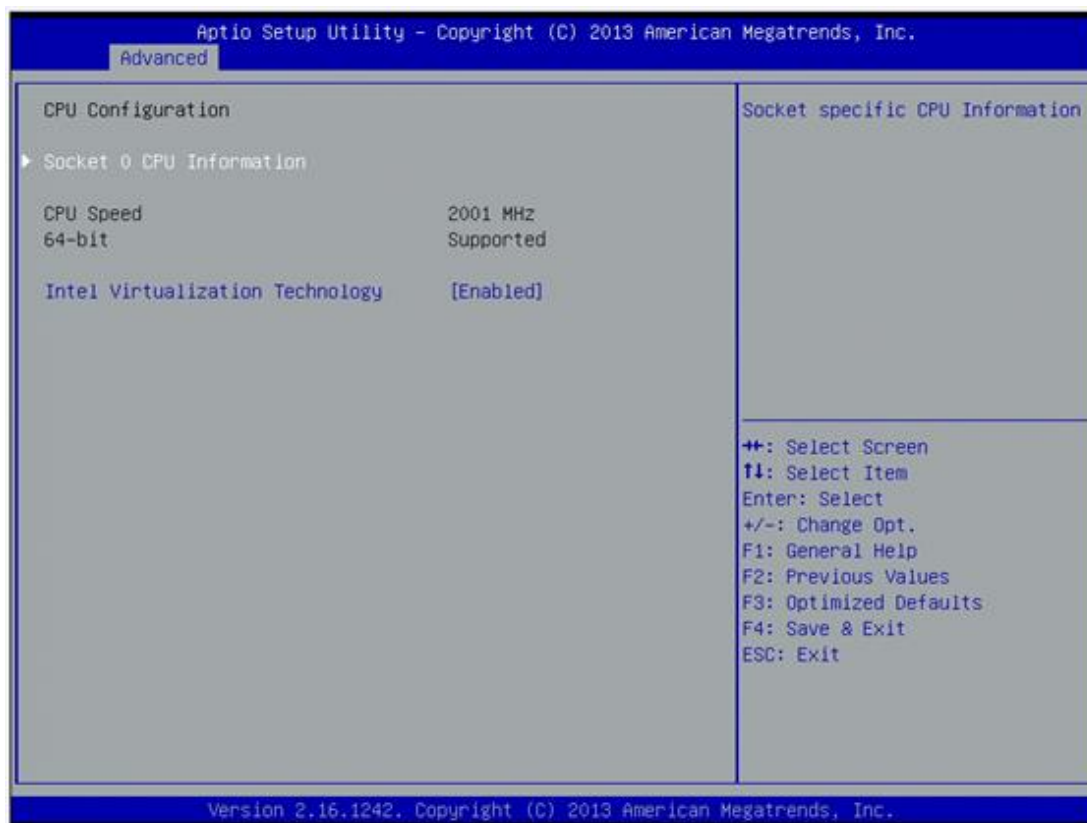 Aptio Setup Utility - Copyright (C) 2013 American Megatrends, Inc.
Advanced
CPU Configuration
Socket 0 CPU Information
CPU Speed 2001 MHz
64-bit Supported
Intel Virtualization Technology [Enabled]
Socket specific CPU Information
→←: Select Screen
↑↓: Select Item
Enter: Select
+/-: Change Opt.
F1: General Help
F2: Previous Values
F3: Optimized Defaults
F4: Save & Exit
ESC: Exit
Version 2.16.1242. Copyright (C) 2013 American Megatrends, Inc.